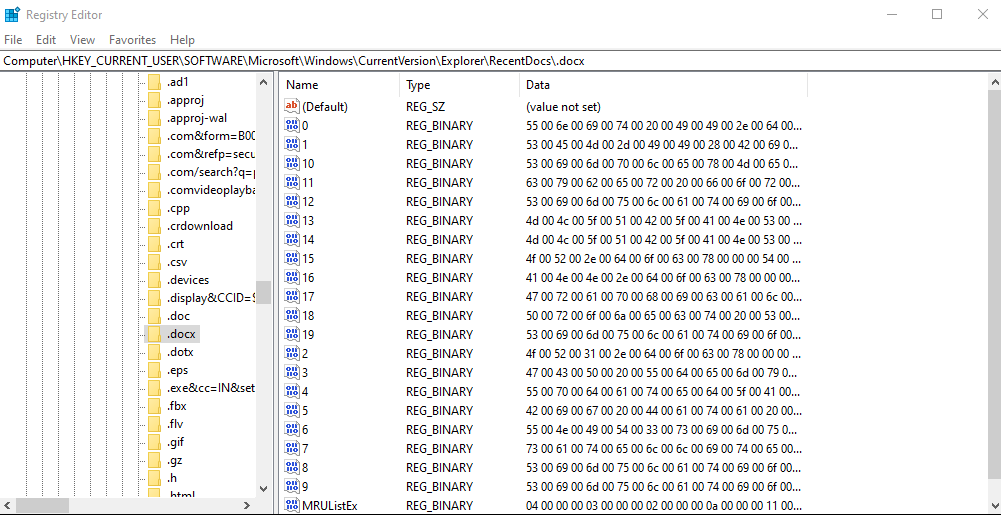 Registry Editor
File Edit View Favorites Help
Computer\HKEY_CURRENT_USER\SOFTWARE\Microsoft\Windows\CurrentVersion\Explorer\RecentDocs\.docx
.ad1
.approj
.approj-wal
.com&form=B00
.com&refp=secu
.com/search?q=p
.comvideoplayba
.cpp
.crdownload
.crt
.csv
.devices
.display&CCID=S
.doc
.docx
.dotx
.eps
.exe&cc=IN&set
.fbx
.flv
.gif
.gz
.h
.html
Name Type Data
(Default) REG_SZ (value not set)
0 REG_BINARY 55 00 6e 00 69 00 74 00 20 00 49 00 49 00 2e 00 64 00...
1 REG_BINARY 53 00 45 00 4d 00 2d 00 49 00 49 00 28 00 42 00 69 0...
10 REG_BINARY 53 00 69 00 6d 00 70 00 6c 00 65 00 78 00 4d 00 65 0...
11 REG_BINARY 63 00 79 00 62 00 65 00 72 00 20 00 66 00 6f 00 72 00...
12 REG_BINARY 53 00 69 00 6d 00 75 00 6c 00 61 00 74 00 69 00 6f 00...
13 REG_BINARY 4d 00 4c 00 5f 00 51 00 42 00 5f 00 41 00 4e 00 53 00 ...
14 REG_BINARY 4d 00 4c 00 5f 00 51 00 42 00 5f 00 41 00 4e 00 53 00 ...
15 REG_BINARY 4f 00 52 00 2e 00 64 00 6f 00 63 00 78 00 00 00 54 00 ...
16 REG_BINARY 41 00 4e 00 4e 00 2e 00 64 00 6f 00 63 00 78 00 00 00...
17 REG_BINARY 47 00 72 00 61 00 70 00 68 00 69 00 63 00 61 00 6c 00...
18 REG_BINARY 50 00 72 00 6f 00 6a 00 65 00 63 00 74 00 20 00 53 00...
19 REG_BINARY 53 00 69 00 6d 00 75 00 6c 00 61 00 74 00 69 00 6f 00...
2 REG_BINARY 4f 00 52 00 31 00 2e 00 64 00 6f 00 63 00 78 00 00 00 ...
3 REG_BINARY 47 00 43 00 50 00 20 00 55 00 64 00 65 00 6d 00 79 0...
4 REG_BINARY 55 00 70 00 64 00 61 00 74 00 65 00 64 00 5f 00 41 00...
5 REG_BINARY 42 00 69 00 67 00 20 00 44 00 61 00 74 00 61 00 20 00...
6 REG_BINARY 55 00 4e 00 49 00 54 00 33 00 73 00 69 00 6d 00 75 0...
7 REG_BINARY 73 00 61 00 74 00 65 00 6c 00 6c 00 69 00 74 00 65 00...
8 REG_BINARY 53 00 69 00 6d 00 75 00 6c 00 61 00 74 00 69 00 6f 00...
9 REG_BINARY 53 00 69 00 6d 00 75 00 6c 00 61 00 74 00 69 00 6f 00...
MRUListEx REG_BINARY 04 00 00 00 03 00 00 00 02 00 00 00 0a 00 00 00 11 00...